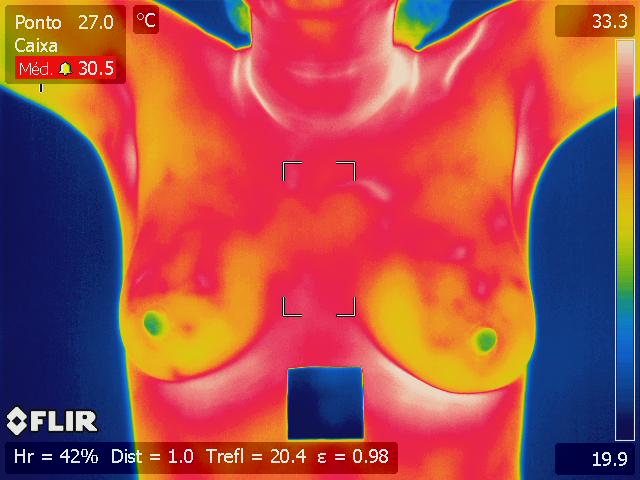 Ponto 27.0 °C
Caixa
Méd. 30.5
33.3
FLIR
Hr = 42% Dist = 1.0 Trefl = 20.4 ε = 0.98
19.9